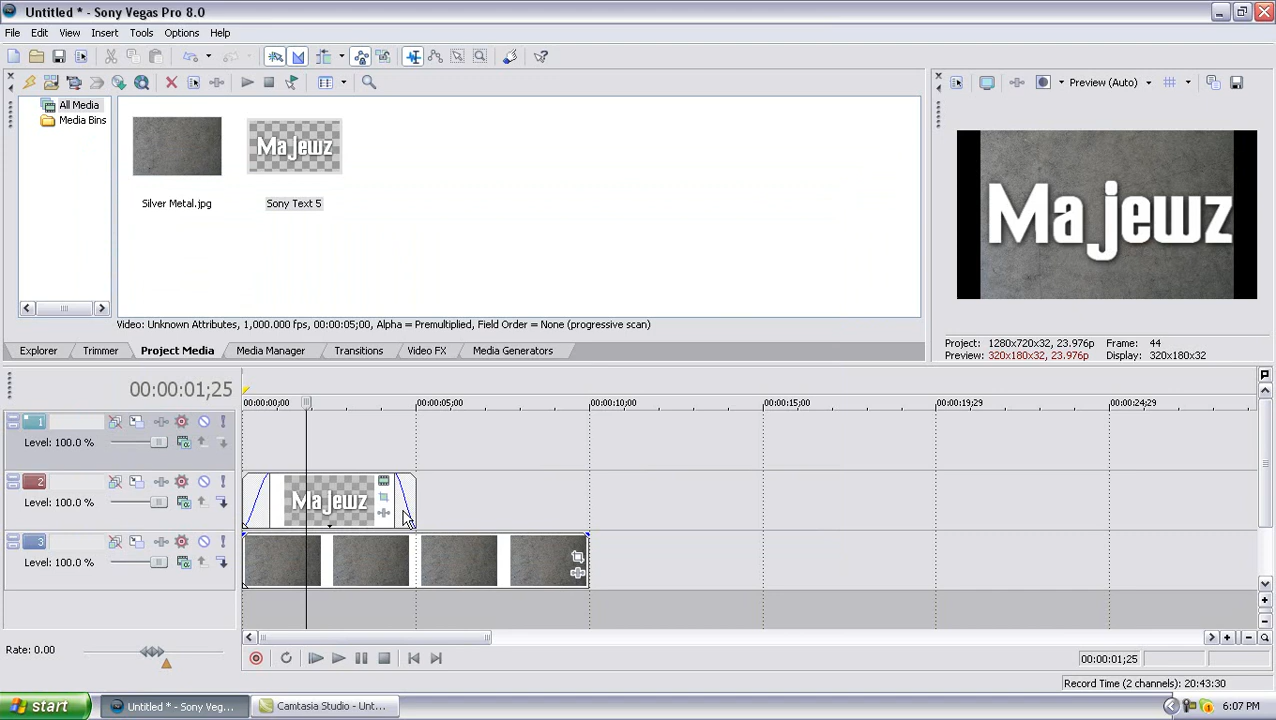 Untitled * - Sony Vegas Pro 8.0
File Edit View Insert Tools Options Help
All Media
Media Bins
Majewz
Silver Metal.jpg Sony Text 5
Preview (Auto)
Majewz
Video: Unknown Attributes, 1,000.000 fps, 00:00:05;00, Alpha = Premultiplied, Field Order = None (progressive scan)
Explorer Trimmer Project Media Media Manager Transitions Video FX Media Generators
Project: 1280x720x32, 23.976p Frame: 44
Preview: 320x180x32, 23.976p Display: 320x180x32
00:00:01;25
00:00:00;00 00:00:05;00 00:00:10;00 00:00:15;00 00:00:19;29 00:00:24;29
1
Level: 100.0 %
2
Level: 100.0 %
Majewz
3
Level: 100.0 %
Rate: 0.00
00:00:01;25
Record Time (2 channels): 20:43:30
start Untitled * - Sony Veg... Camtasia Studio - Unt... 6:07 PM